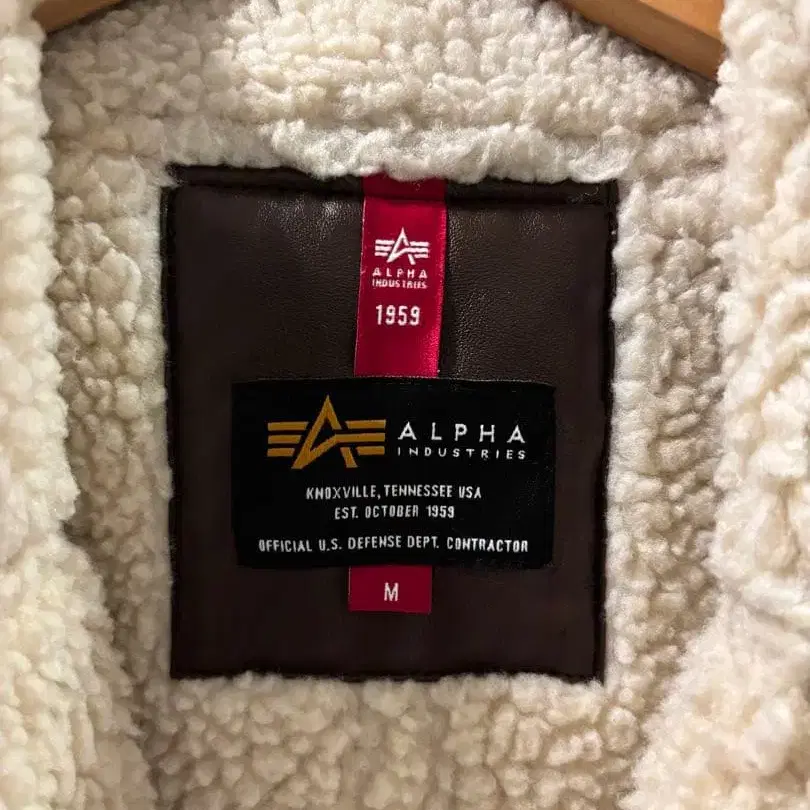 ALPHA
INDUSTRIES
1959
ALPHA
INDUSTRIES
KNOXVILLE, TENNESSEE USA
EST. OCTOBER 1959
OFFICIAL U.S. DEFENSE DEPT. CONTRACTOR
M